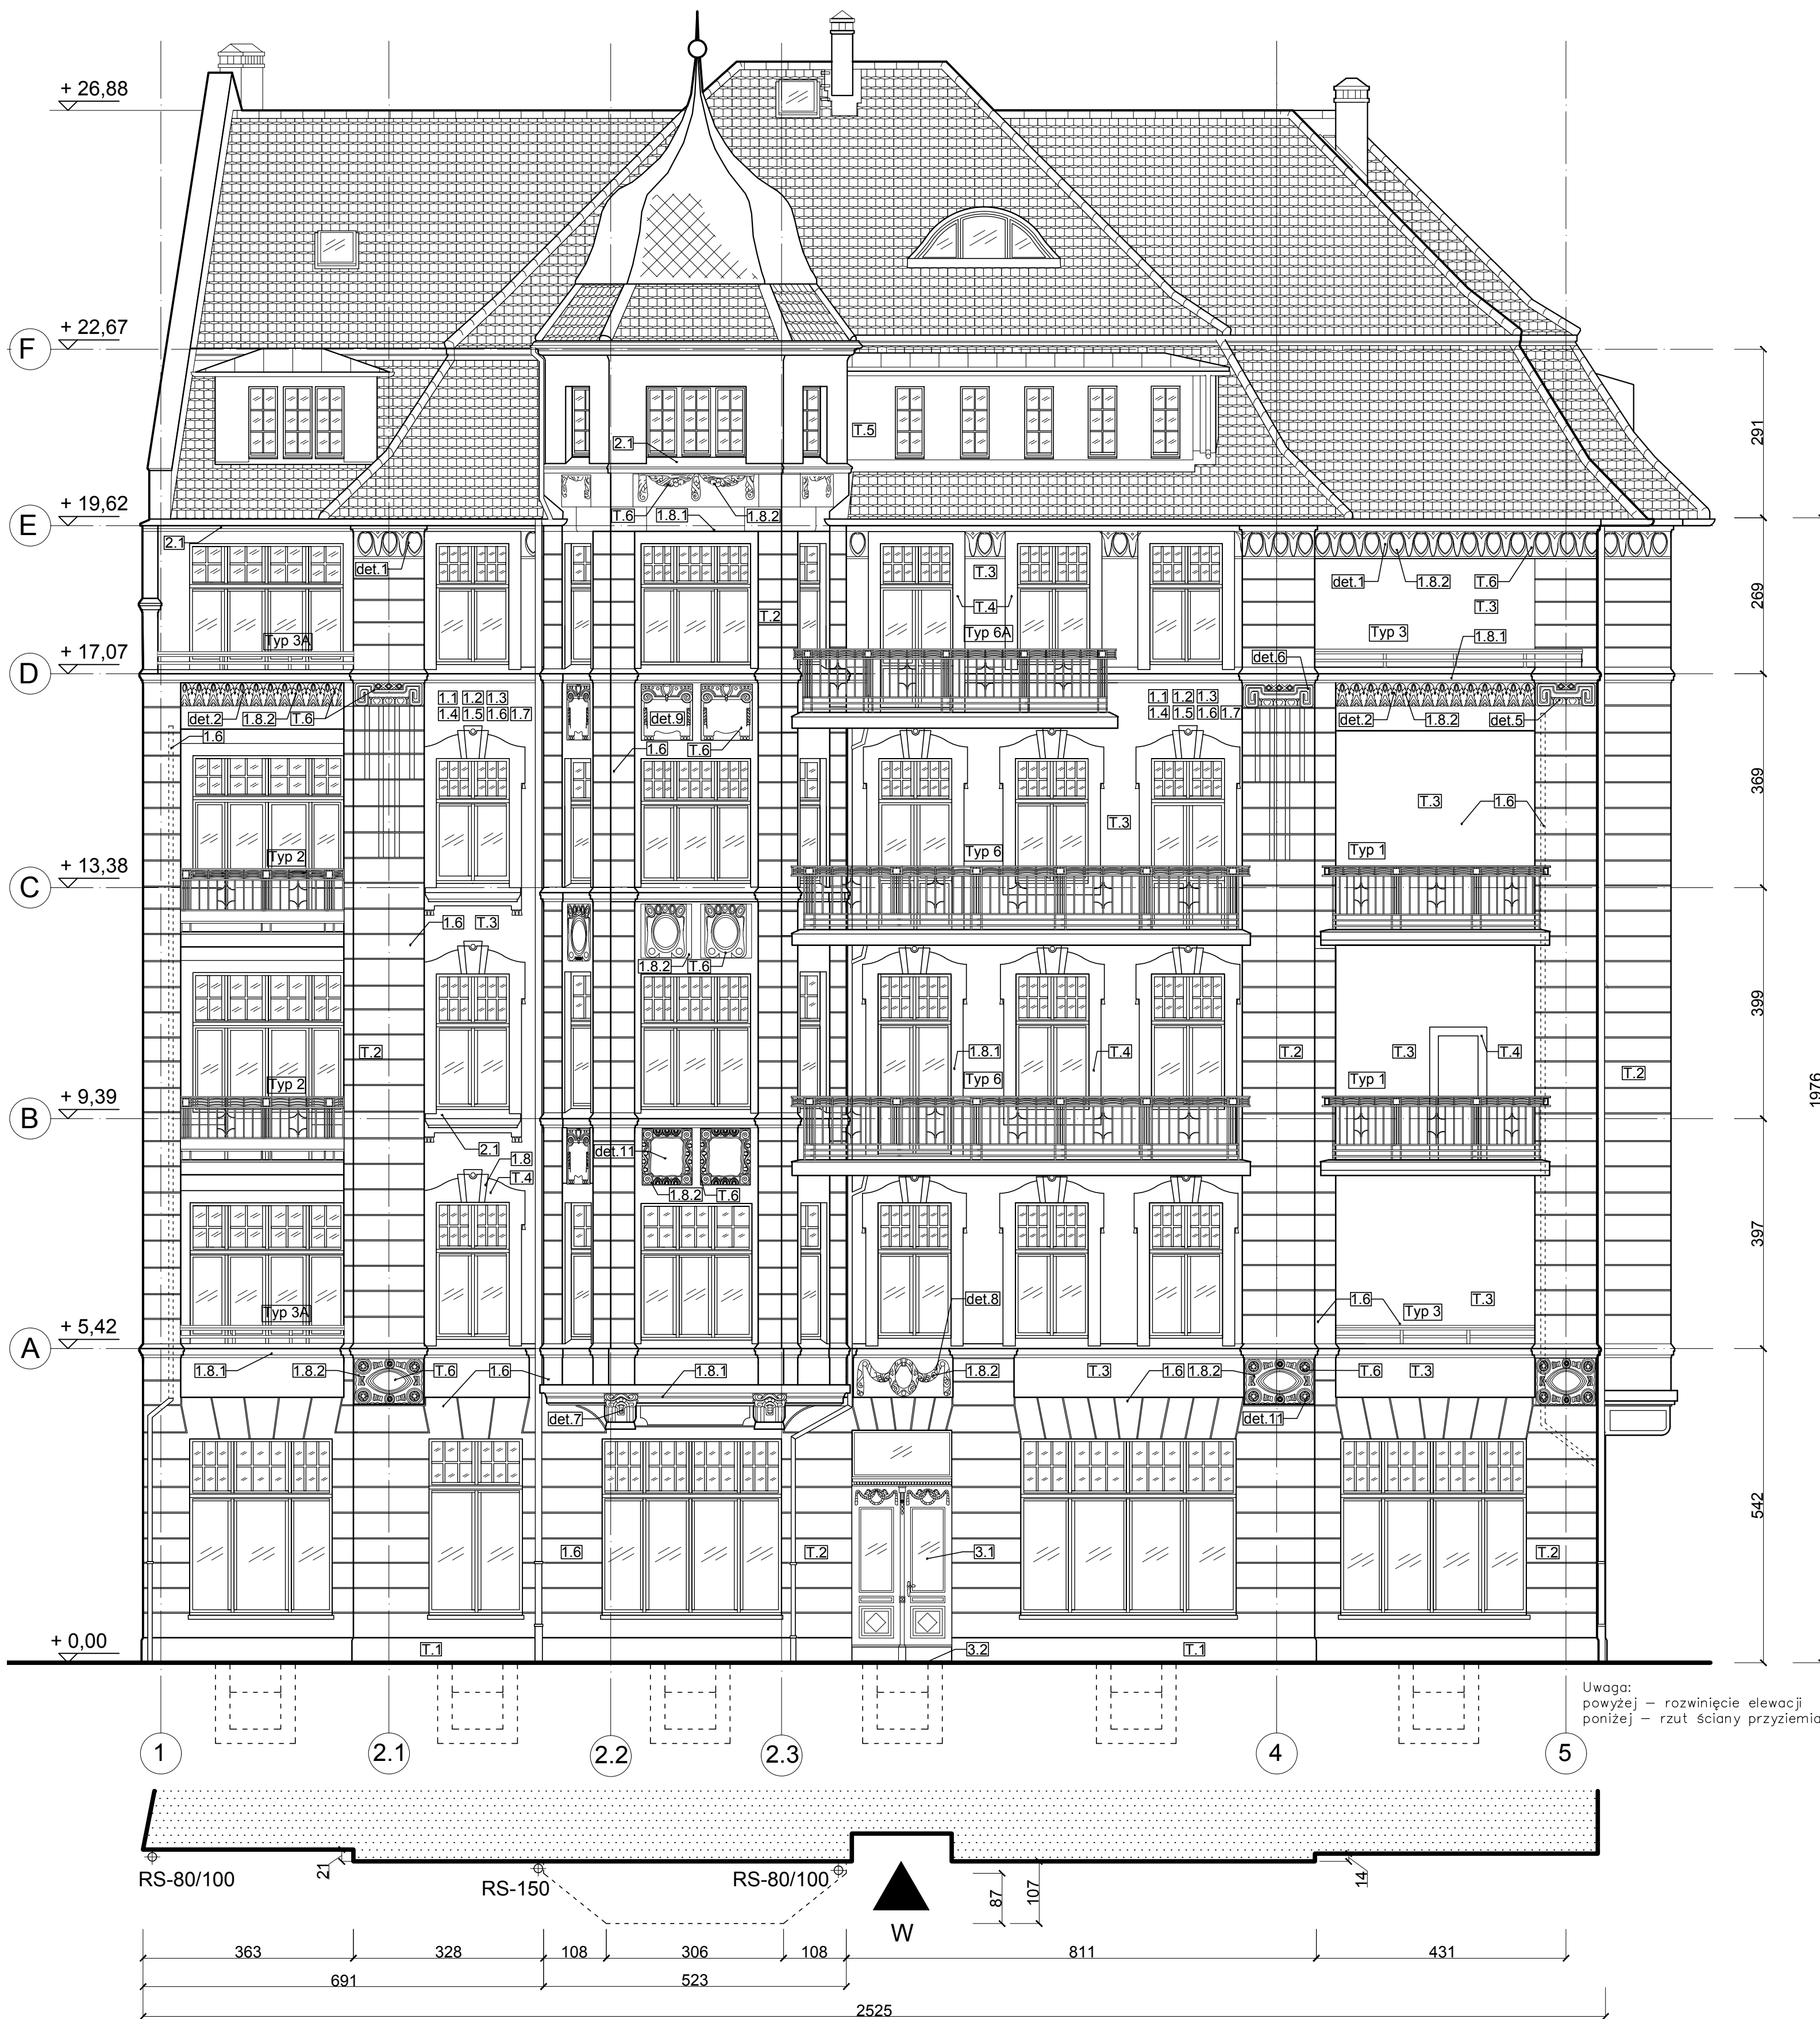 + 26,88
F + 22,67
291
T.5
2.1
E + 19,62
T.6 1.8.1 1.8.2
2.1 det.1
T.3
det.1 1.8.2 T.6
T.4 T.3
269
T.2
Typ 3A Typ 6A Typ 3 1.8.1
D + 17,07
det.6
1.1 1.2 1.3
1.4 1.5 1.6 1.7
1.1 1.2 1.3
1.4 1.5 1.6 1.7
det.2 1.8.2 T.6 det.9 det.2 1.8.2 det.5
1.6 1.6 T.6
369
T.3 1.6
T.3
Typ 2 Typ 6 Typ 1
C + 13,38
1.6 T.3
1.8.2 T.6
399
T.2 1.8.1 T.4 T.2 T.3 T.4
T.2
1976
Typ 2 Typ 6 Typ 1
B + 9,39
2.1 1.8 det.11
T.4
1.8.2 T.6
397
det.8 1.6 T.3
Typ 3A Typ 3
A + 5,42
1.8.1 1.8.2 T.6 1.6 1.8.1 1.8.2 T.3 1.6 1.8.2 T.6 T.3
det.7 det.11
542
1.6 T.2 3.1 T.2
+ 0,00
T.1 3.2 T.1
Uwaga:
powyżej – rozwinięcie elewacji
poniżej – rzut ściany przyziemia
1 2.1 2.2 2.3 4 5
RS-80/100 21 RS-150 RS-80/100 87 107 14
W
363 328 108 306 108 811 431
691 523
2525